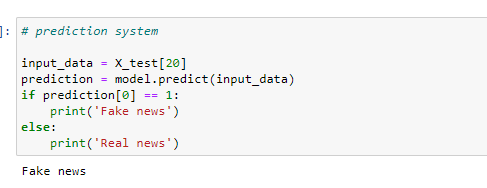 ]: # prediction system
input_data = X_test[20]
prediction = model.predict(input_data)
if prediction[0] == 1:
    print('Fake news')
else:
    print('Real news')
Fake news